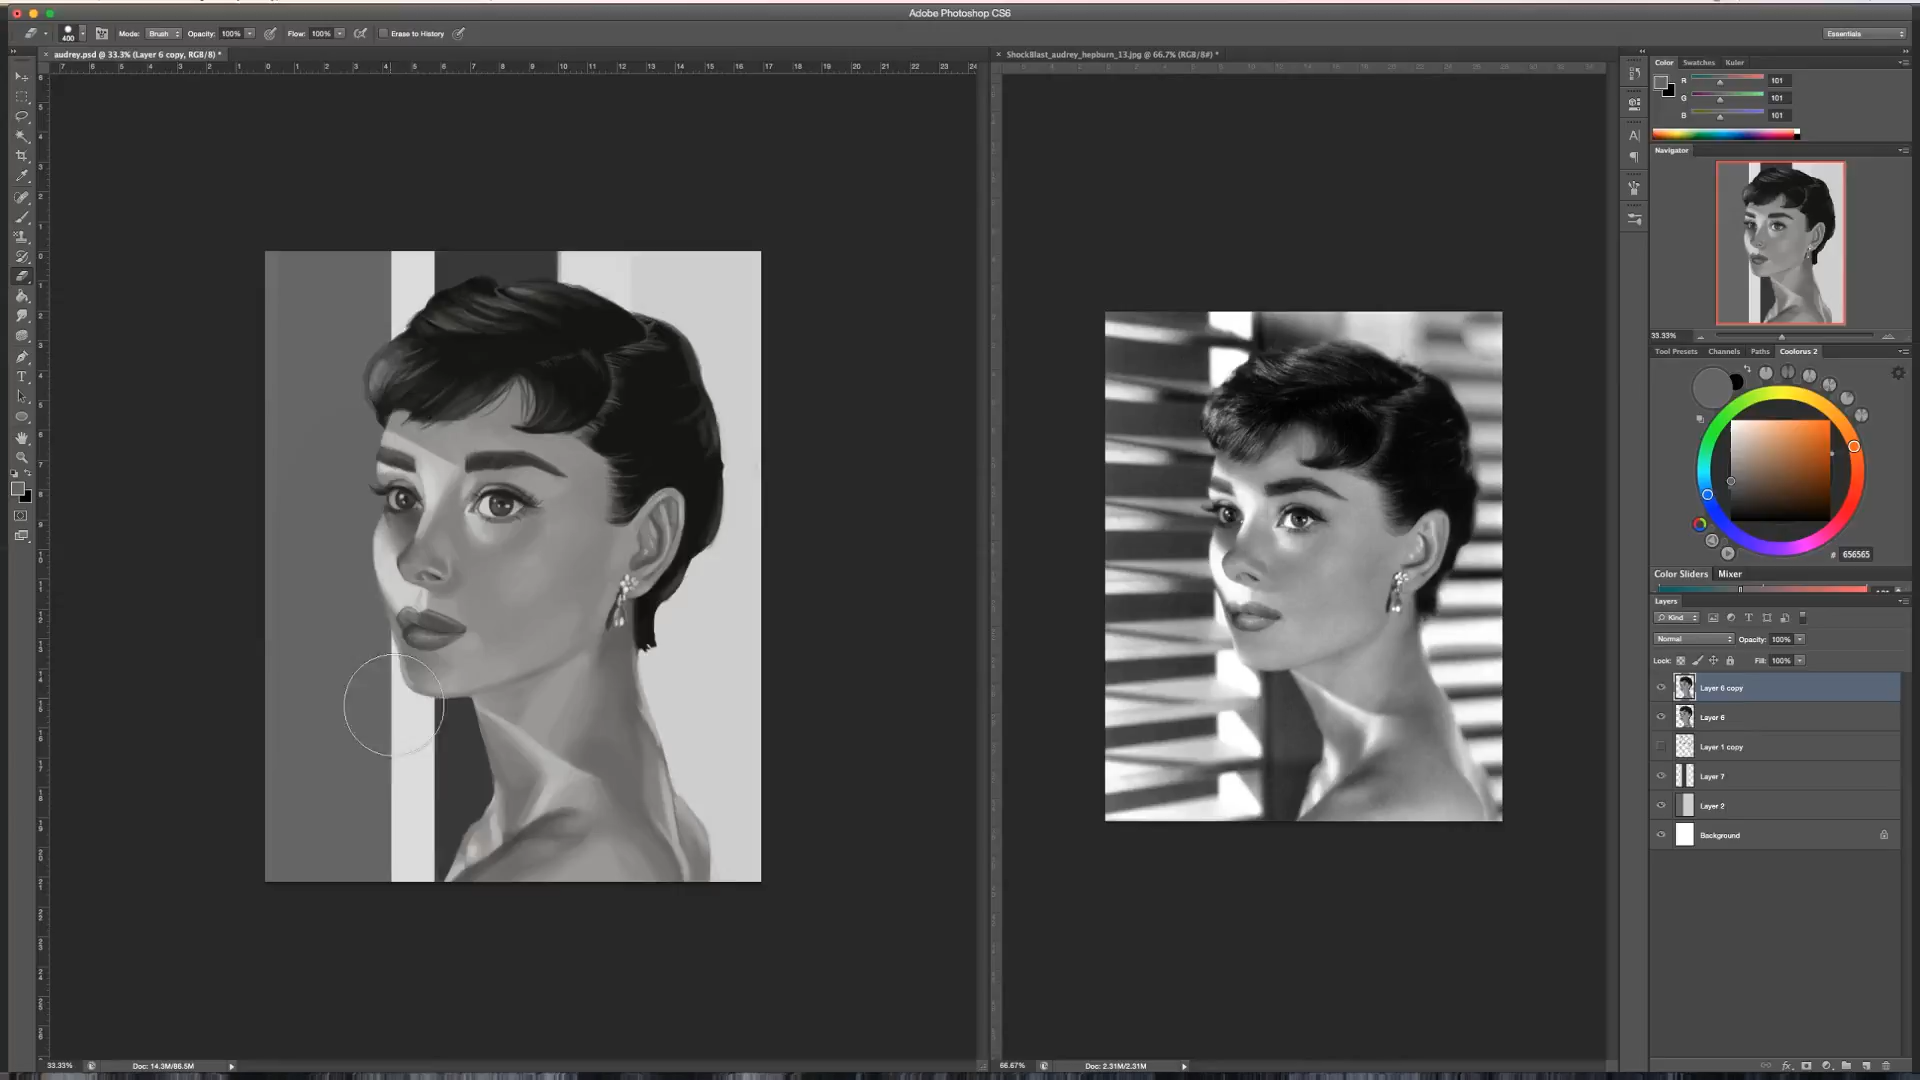 Adobe Photoshop CS6
400 Mode: Brush Opacity: 100% Flow: 100% Erase to History Essentials
audrey.psd @ 33.3% (Layer 6 copy, RGB/8) *
ShockBlast_audrey_hepburn_13.jpg @ 66.7% (RGB/8#) *
Color Swatches Kuler
R 101
G 101
B 101
Navigator
33.33%
Tool Presets Channels Paths Coolorus 2
# 656565
Color Sliders Mixer
Layers
Kind
Normal Opacity: 100%
Lock: Fill: 100%
Layer 6 copy
Layer 6
Layer 1 copy
Layer 7
Layer 2
Background
33.33% Doc: 14.3M/86.5M
66.67% Doc: 2.31M/2.31M